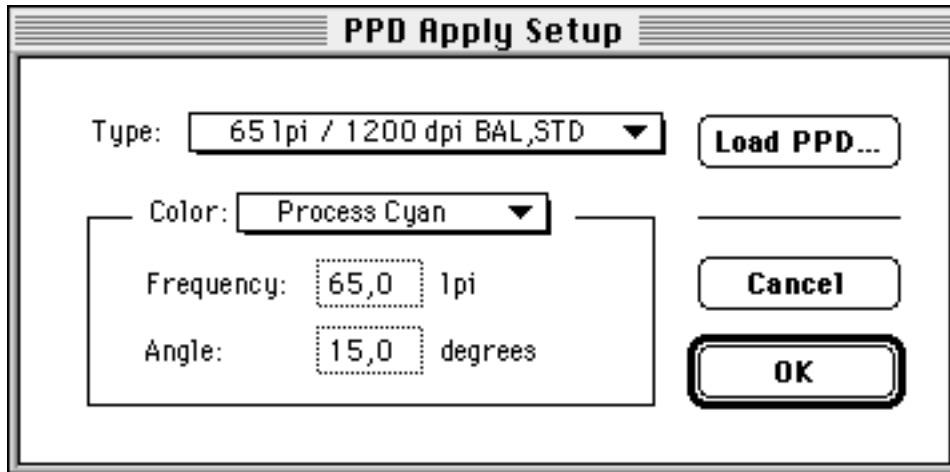 PPD Apply Setup
Type: 65 lpi / 1200 dpi BAL,STD
Load PPD...
Color: Process Cyan
Frequency: 65,0 lpi
Cancel
Angle: 15,0 degrees
OK